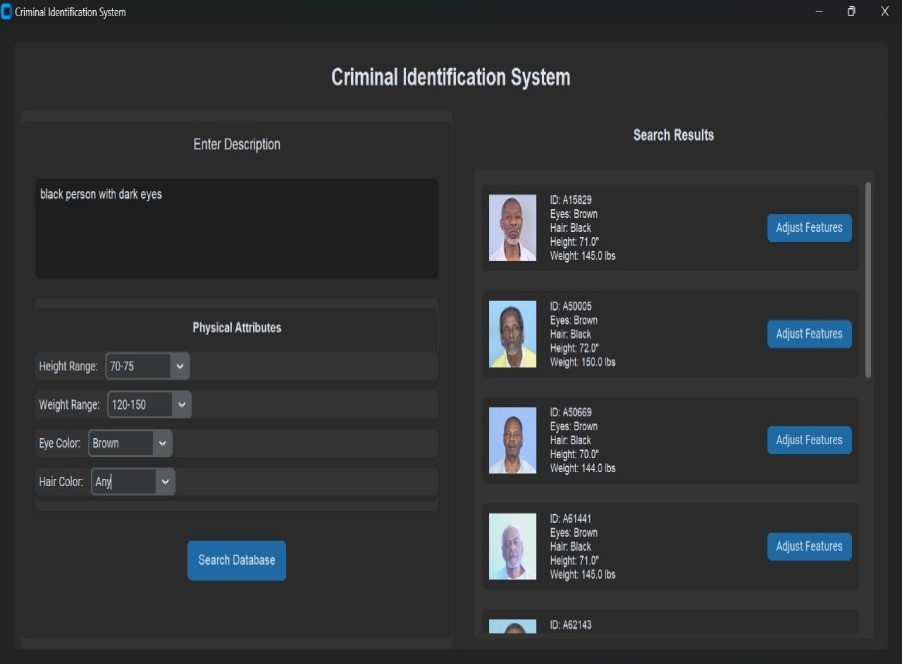 Criminal Identification System
Criminal Identification System
Enter Description
black person with dark eyes
Physical Attributes
Height Range: 70-75
Weight Range: 120-150
Eye Color: Brown
Hair Color: Any
Search Database
Search Results
ID: A15829
Eyes: Brown
Hair: Black
Height: 71.0"
Weight: 145.0 lbs
Adjust Features
ID: A50005
Eyes: Brown
Hair: Black
Height: 72.0"
Weight: 150.0 lbs
Adjust Features
ID: A50669
Eyes: Brown
Hair: Black
Height: 70.0"
Weight: 144.0 lbs
Adjust Features
ID: A61441
Eyes: Brown
Hair: Black
Height: 71.0"
Weight: 145.0 lbs
Adjust Features
ID: A62143